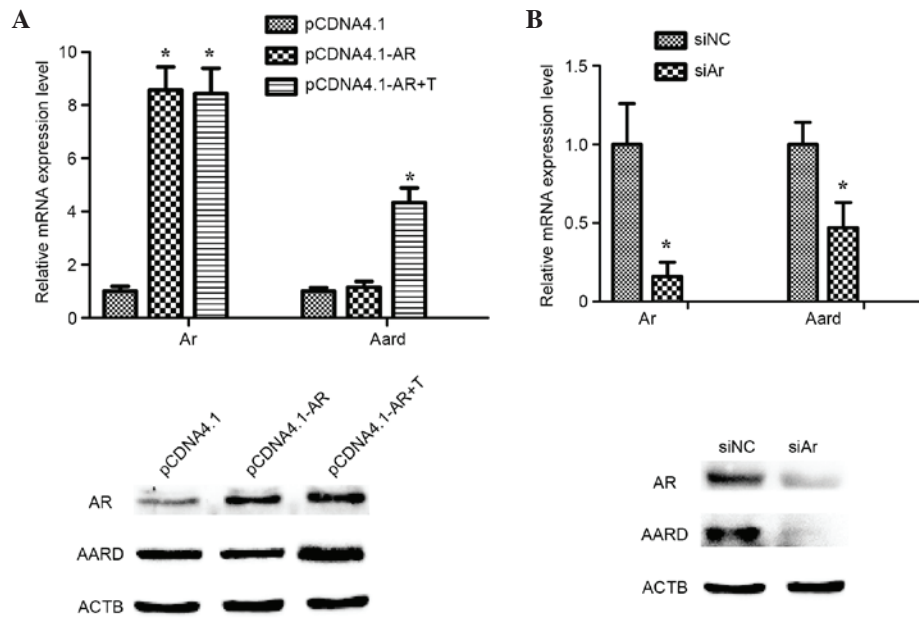 A
pCDNA4.1
pCDNA4.1-AR
pCDNA4.1-AR+T
Relative mRNA expression level
10
8
6
4
2
0
* *
*
Ar Aard
pCDNA4.1 pCDNA4.1-AR pCDNA4.1-AR+T
AR
AARD
ACTB
B
siNC
siAr
Relative mRNA expression level
1.5
1.0
0.5
0
*
*
Ar Aard
siNC siAr
AR
AARD
ACTB